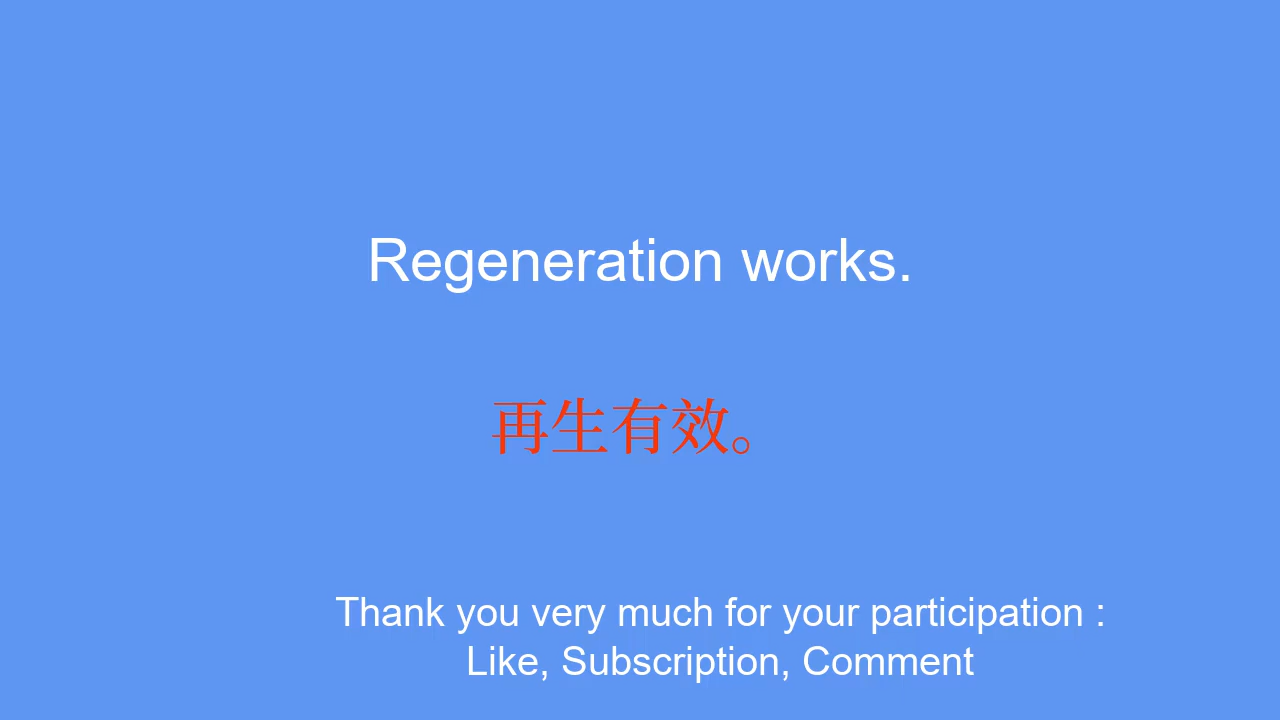 Regeneration works.
再生有效。
Thank you very much for your participation :
Like, Subscription, Comment